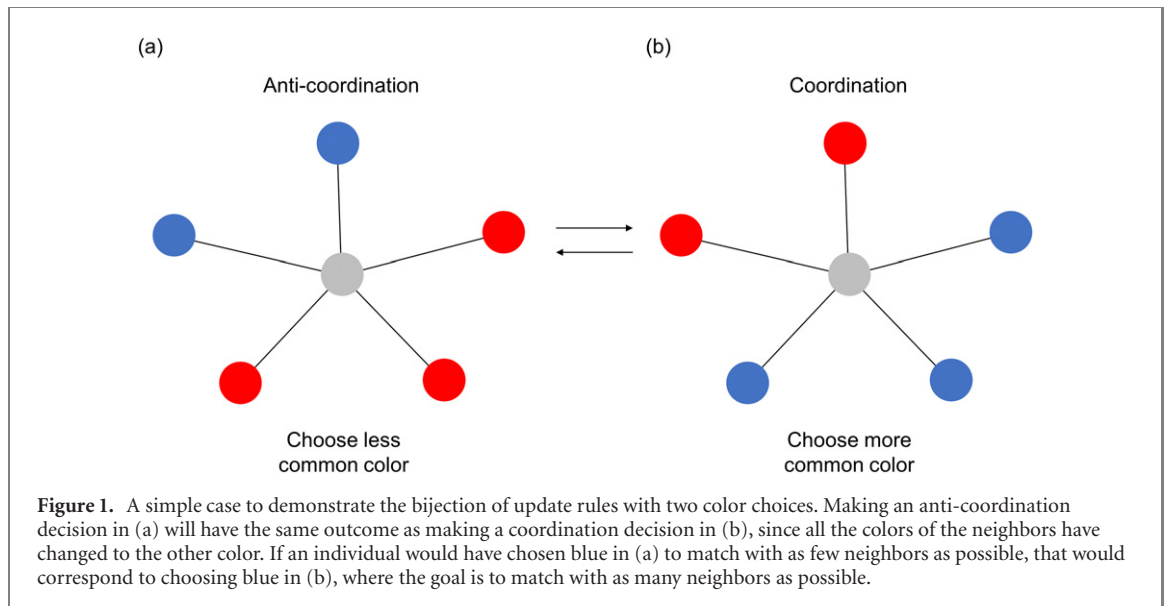 (a)
(b)
Anti-coordination
Coordination
Choose less
common color
Choose more
common color
Figure 1. A simple case to demonstrate the bijection of update rules with two color choices. Making an anti-coordination
decision in (a) will have the same outcome as making a coordination decision in (b), since all the colors of the neighbors have
changed to the other color. If an individual would have chosen blue in (a) to match with as few neighbors as possible, that would
correspond to choosing blue in (b), where the goal is to match with as many neighbors as possible.